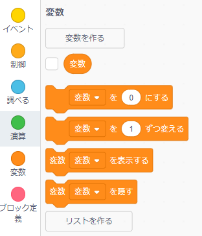 イベント
制御
調べる
演算
変数
ブロック定
義
変数
変数を作る
変数
変数 を 0 にする
変数 を 1 ずつ変える
変数 変数 を表示する
変数 変数 を隠す
リストを作る